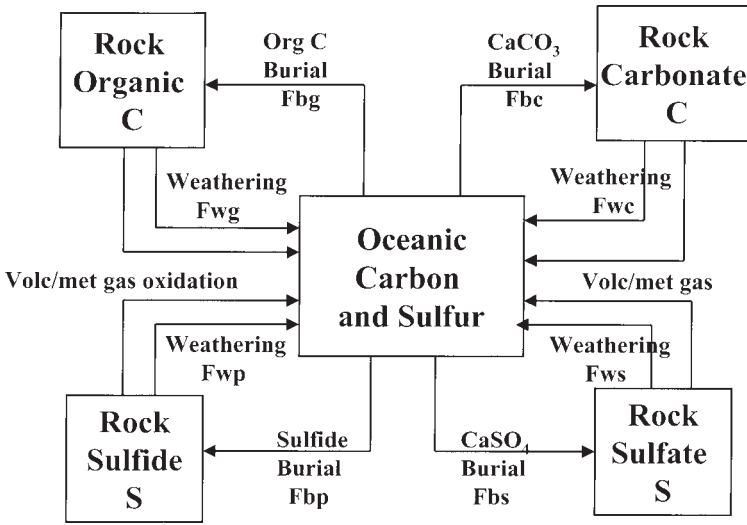 Rock
Organic
C
Org C
Burial
Fbg
CaCO₃
Burial
Fbc
Rock
Carbonate
C
Weathering
Fwg
Weathering
Fwc
Oceanic
Carbon
and Sulfur
Volc/met gas oxidation
Volc/met gas
Weathering
Fwp
Weathering
Fws
Rock
Sulfide
S
Sulfide
Burial
Fbp
CaSO₄
Burial
Fbs
Rock
Sulfate
S